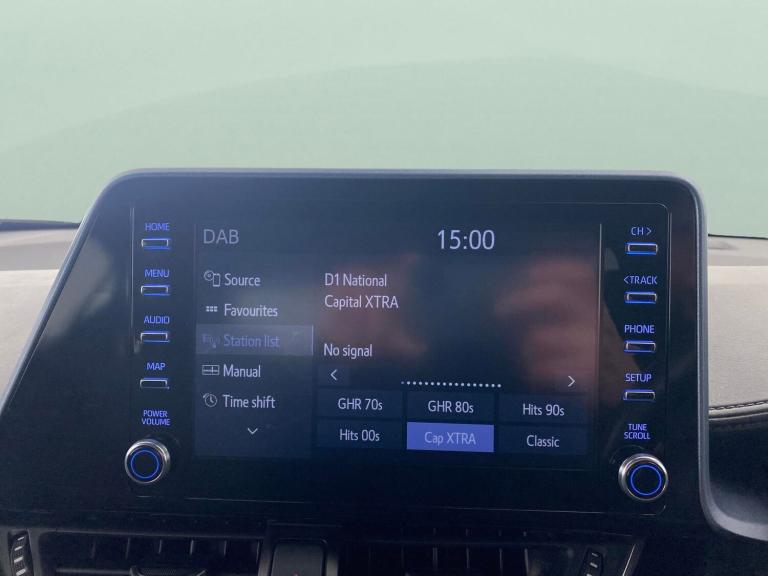 HOME
MENU
AUDIO
MAP
POWER
VOLUME
DAB
15:00
Source
Favourites
Station list
Manual
Time shift
D1 National
Capital XTRA
No signal
< >
GHR 70s GHR 80s Hits 90s
Hits 00s Cap XTRA Classic
CH >
< TRACK
PHONE
SETUP
TUNE
SCROLL